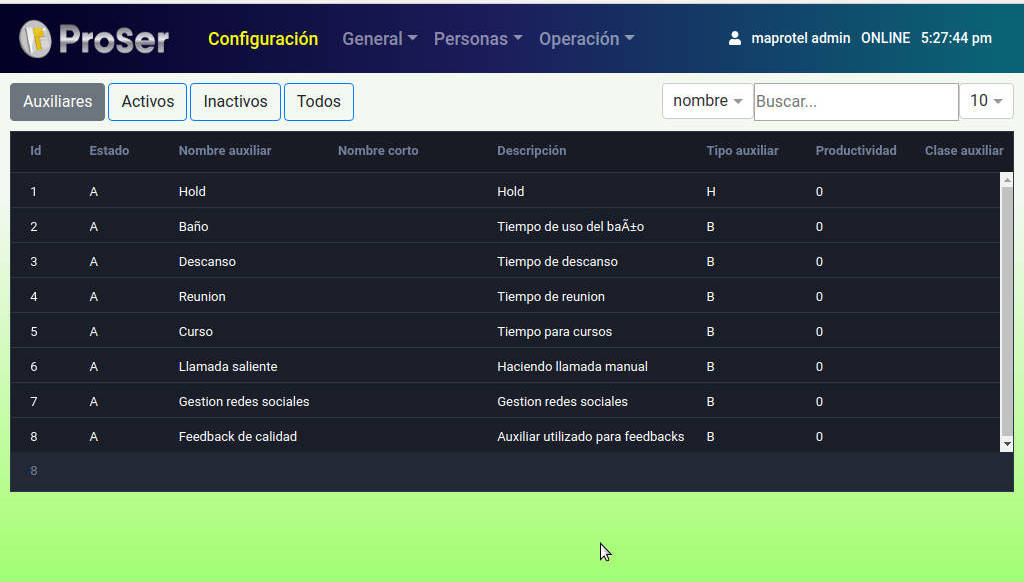 ProSer Configuración General Personas Operación maprotel admin ONLINE 5:27:44 pm
Auxiliares Activos Inactivos Todos nombre Buscar... 10
Id Estado Nombre auxiliar Nombre corto Descripción Tipo auxiliar Productividad Clase auxiliar
1 A Hold Hold H 0
2 A Baño Tiempo de uso del baÃ±o B 0
3 A Descanso Tiempo de descanso B 0
4 A Reunion Tiempo de reunion B 0
5 A Curso Tiempo para cursos B 0
6 A Llamada saliente Haciendo llamada manual B 0
7 A Gestion redes sociales Gestion redes sociales B 0
8 A Feedback de calidad Auxiliar utilizado para feedbacks B 0
8